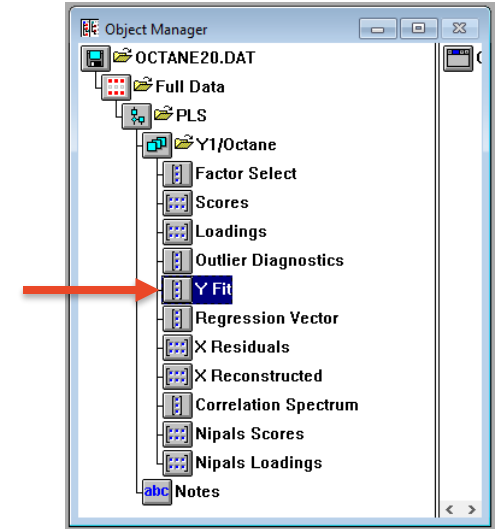 Object Manager
OCTANE20.DAT
Full Data
PLS
Y1/Octane
Factor Select
Scores
Loadings
Outlier Diagnostics
Y Fit
Regression Vector
X Residuals
X Reconstructed
Correlation Spectrum
Nipals Scores
Nipals Loadings
abc Notes